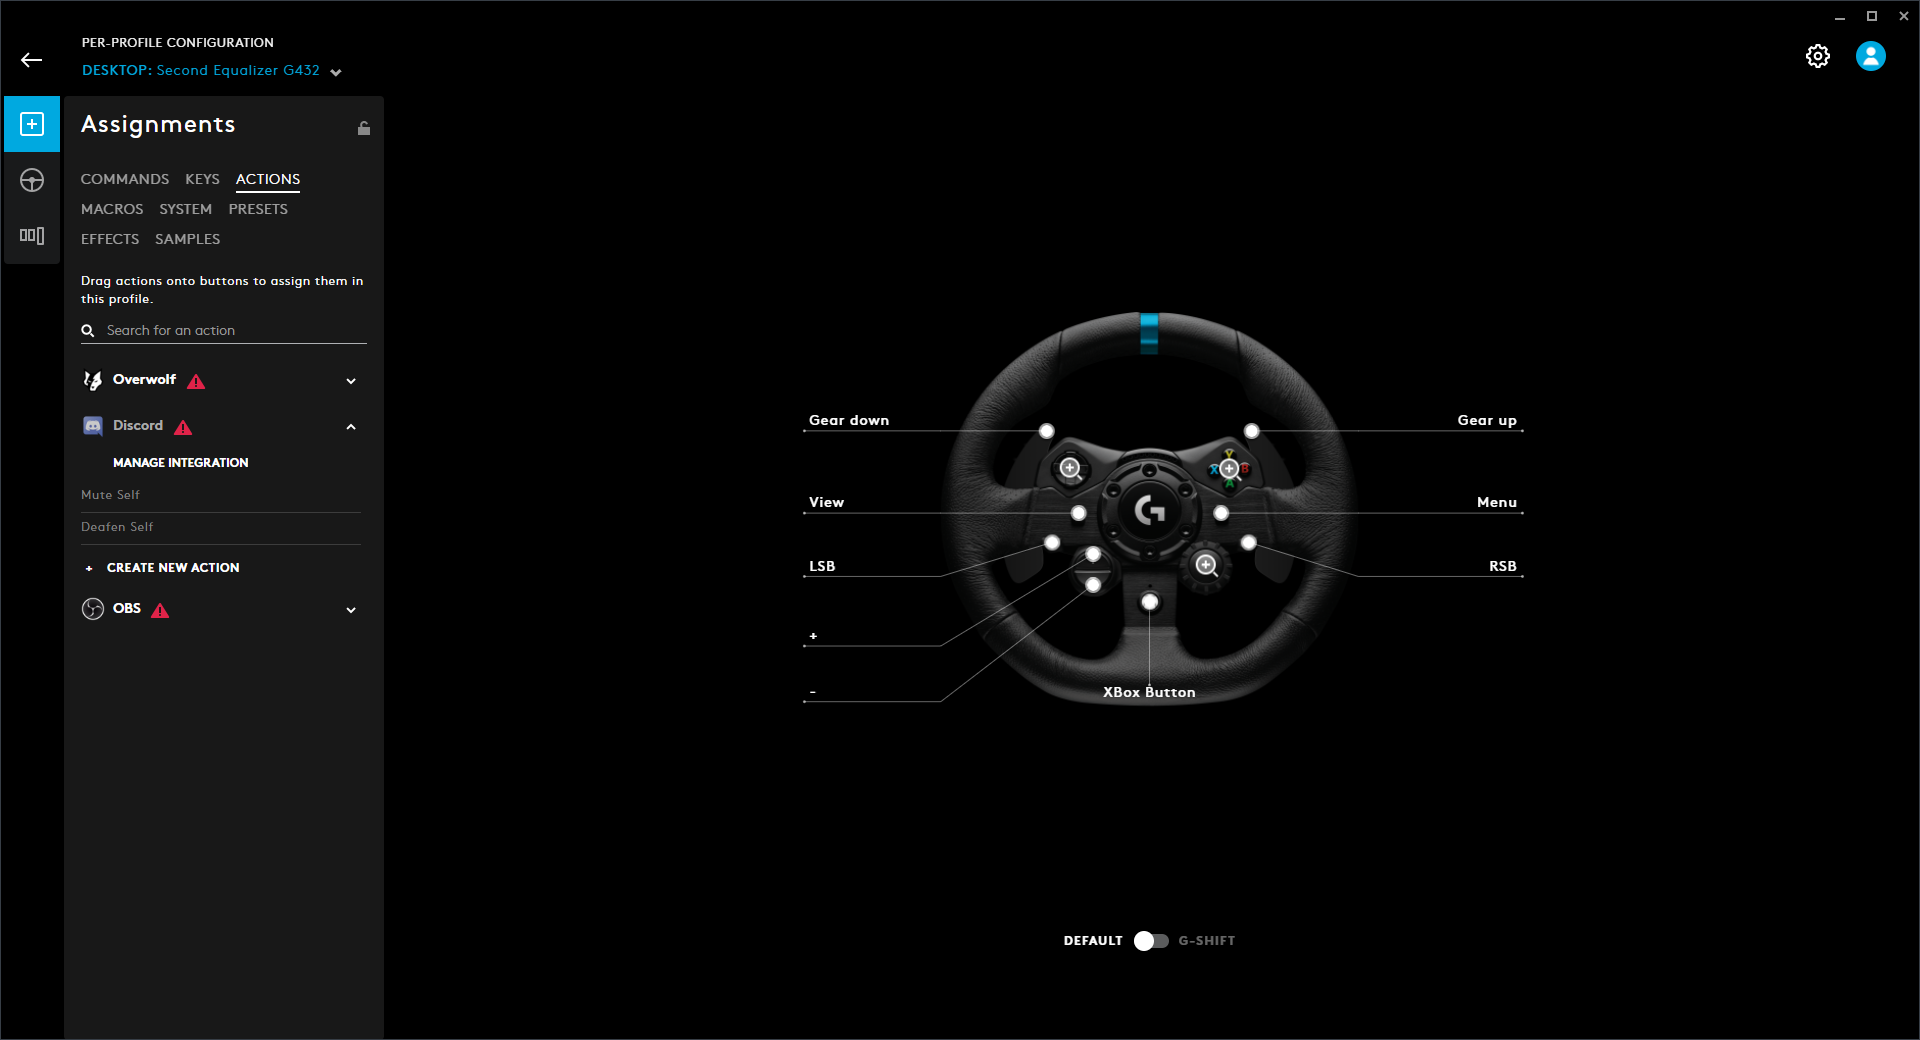 PER-PROFILE CONFIGURATION
DESKTOP: Second Equalizer G432
Assignments
COMMANDS KEYS ACTIONS
MACROS SYSTEM PRESETS
EFFECTS SAMPLES
Drag actions onto buttons to assign them in
this profile.
Search for an action
Overwolf
Discord
MANAGE INTEGRATION
Mute Self
Deafen Self
+ CREATE NEW ACTION
OBS
Gear down
Gear up
Y
X B
A
View
Menu
LSB
RSB
+
-
XBox Button
DEFAULT G-SHIFT